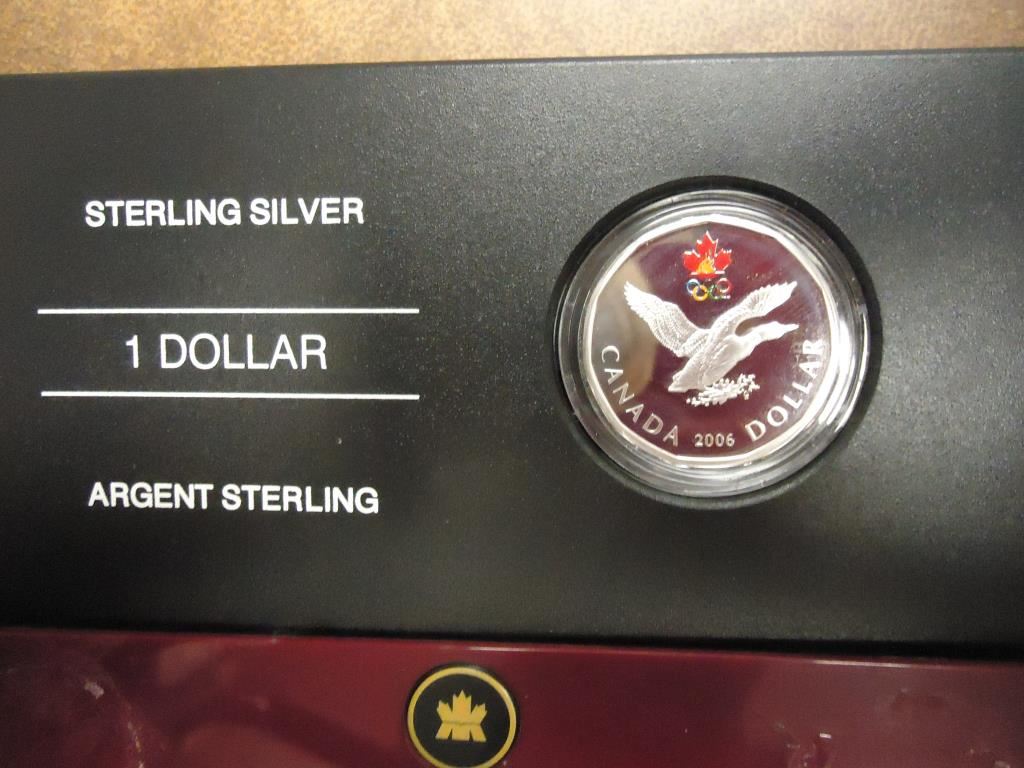 STERLING SILVER
1 DOLLAR
ARGENT STERLING
CANADA 2006 DOLLAR